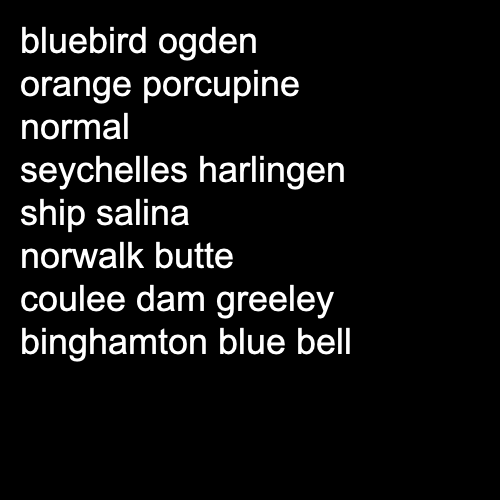 bluebird ogden
orange porcupine
normal
seychelles harlingen
ship salina
norwalk butte
coulee dam greeley
binghamton blue bell